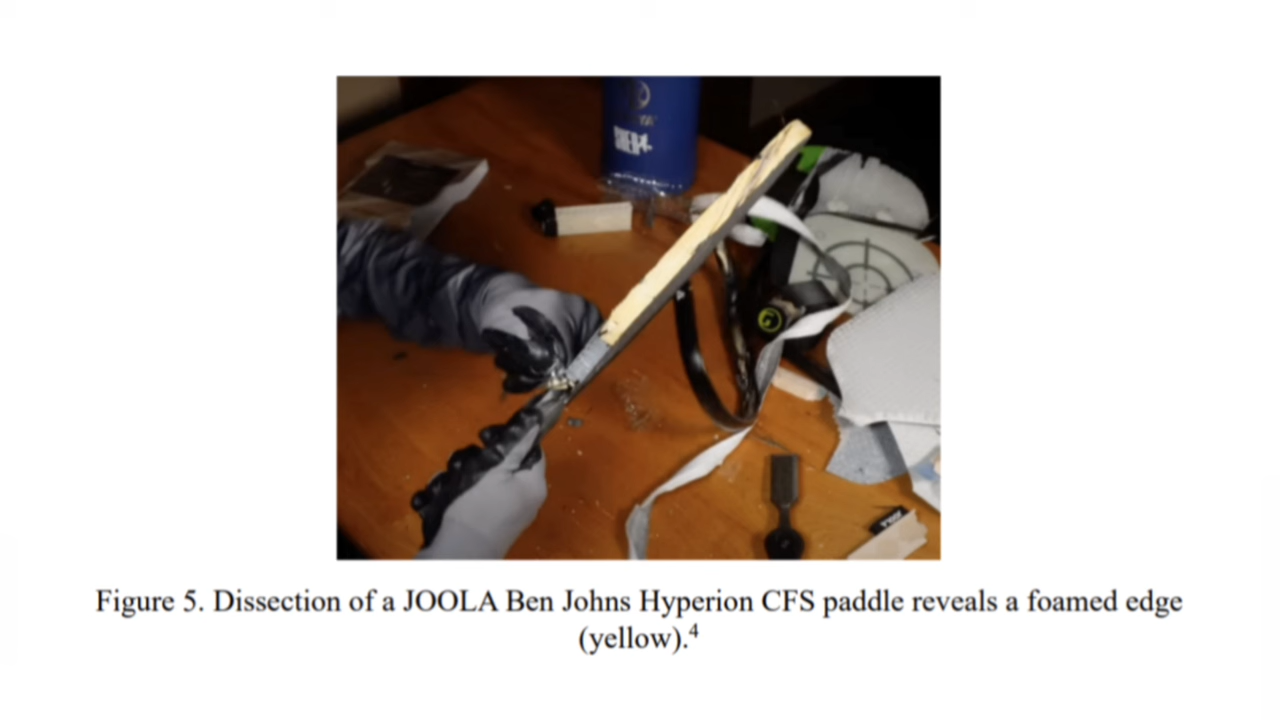 Figure 5. Dissection of a JOOLA Ben Johns Hyperion CFS paddle reveals a foamed edge
(yellow).⁴